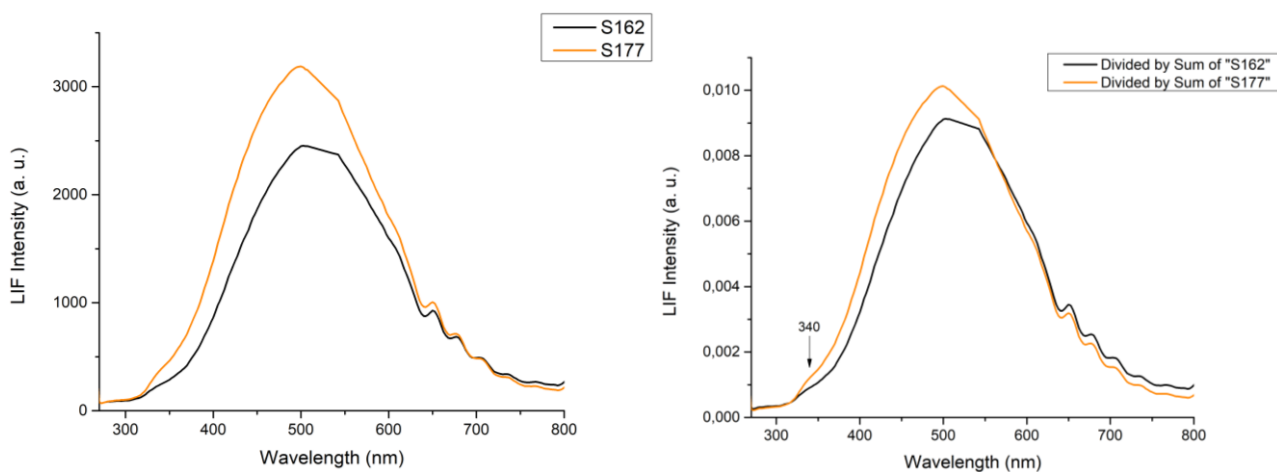 S162
S177
3000
2000
1000
0
300 400 500 600 700 800
LIF Intensity (a. u.)
Wavelength (nm)
Divided by Sum of "S162"
Divided by Sum of "S177"
0,010
0,008
0,006
0,004
0,002
0,000
340
300 400 500 600 700 800
LIF Intensity (a. u.)
Wavelength (nm)